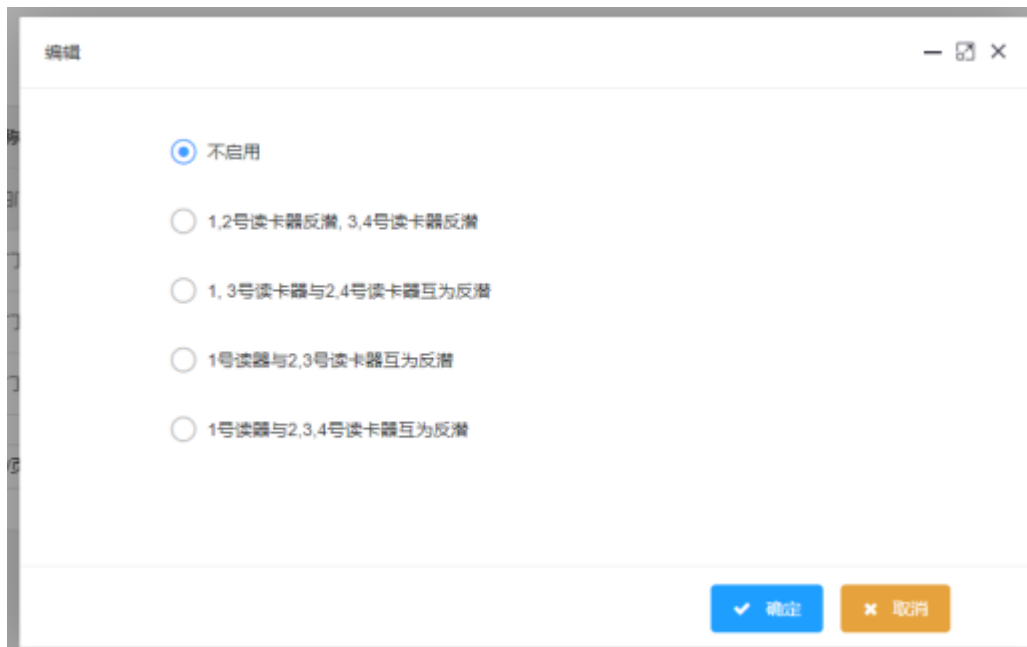 编辑
不启用
1,2号读卡器反潜, 3,4号读卡器反潜
1, 3号读卡器与2,4号读卡器互为反潜
1号读器与2,3号读卡器互为反潜
1号读器与2,3,4号读卡器互为反潜
确定
取消